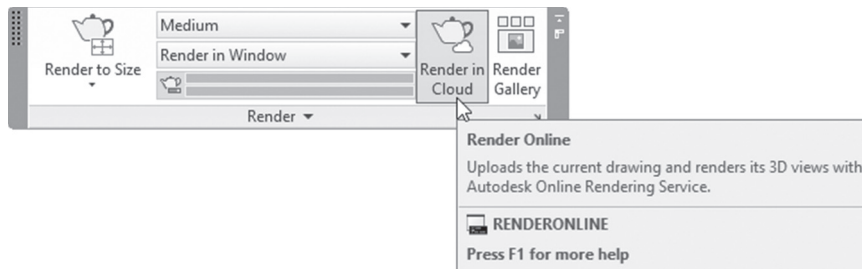 Render to Size
Medium
Render in Window
Render in
Cloud
Render
Gallery
Render
Render Online
Uploads the current drawing and renders its 3D views with
Autodesk Online Rendering Service.
RENDERONLINE
Press F1 for more help